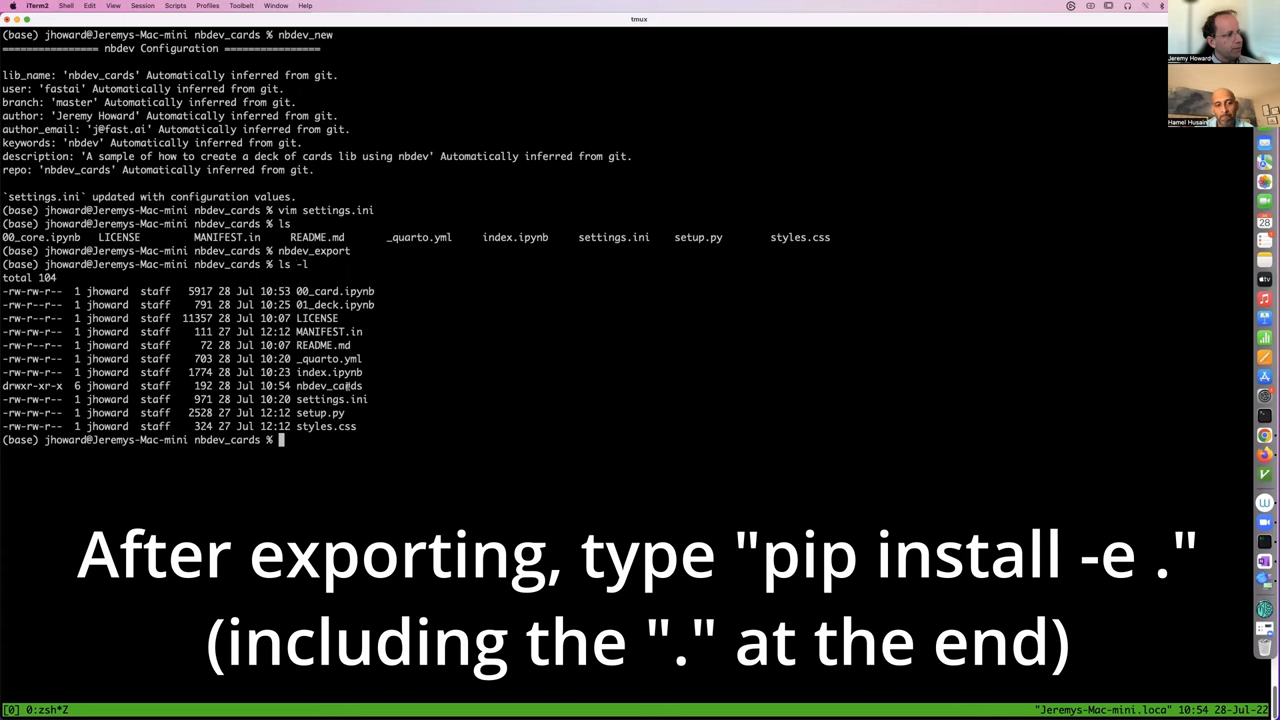 iTerm2 Shell Edit View Session Scripts Profiles Toolbelt Window Help
tmux
(base) jhoward@Jeremys-Mac-mini nbdev_cards % nbdev_new
================ nbdev Configuration ================
lib_name: 'nbdev_cards' Automatically inferred from git.
user: 'fastai' Automatically inferred from git.
branch: 'master' Automatically inferred from git.
author: 'Jeremy Howard' Automatically inferred from git.
author_email: 'j@fast.ai' Automatically inferred from git.
keywords: 'nbdev' Automatically inferred from git.
description: 'A sample of how to create a deck of cards lib using nbdev' Automatically inferred from git.
repo: 'nbdev_cards' Automatically inferred from git.
`settings.ini` updated with configuration values.
(base) jhoward@Jeremys-Mac-mini nbdev_cards % vim settings.ini
(base) jhoward@Jeremys-Mac-mini nbdev_cards % ls
00_core.ipynb LICENSE MANIFEST.in README.md _quarto.yml index.ipynb settings.ini setup.py styles.css
(base) jhoward@Jeremys-Mac-mini nbdev_cards % nbdev_export
(base) jhoward@Jeremys-Mac-mini nbdev_cards % ls -l
total 104
-rw-rw-r-- 1 jhoward staff 5917 28 Jul 10:53 00_card.ipynb
-rw-r--r-- 1 jhoward staff 791 28 Jul 10:25 01_deck.ipynb
-rw-r--r-- 1 jhoward staff 11357 28 Jul 10:07 LICENSE
-rw-rw-r-- 1 jhoward staff 111 27 Jul 12:12 MANIFEST.in
-rw-r--r-- 1 jhoward staff 72 28 Jul 10:07 README.md
-rw-rw-r-- 1 jhoward staff 703 28 Jul 10:20 _quarto.yml
-rw-rw-r-- 1 jhoward staff 1774 28 Jul 10:23 index.ipynb
drwxr-xr-x 6 jhoward staff 192 28 Jul 10:54 nbdev_cards
-rw-rw-r-- 1 jhoward staff 971 28 Jul 10:20 settings.ini
-rw-rw-r-- 1 jhoward staff 2528 27 Jul 12:12 setup.py
-rw-rw-r-- 1 jhoward staff 324 27 Jul 12:12 styles.css
(base) jhoward@Jeremys-Mac-mini nbdev_cards %
Jeremy Howard
Hamel Husain
After exporting, type "pip install -e ."
(including the "." at the end)
[0] 0:zsh*Z "Jeremys-Mac-mini.loca" 10:54 28-Jul-22